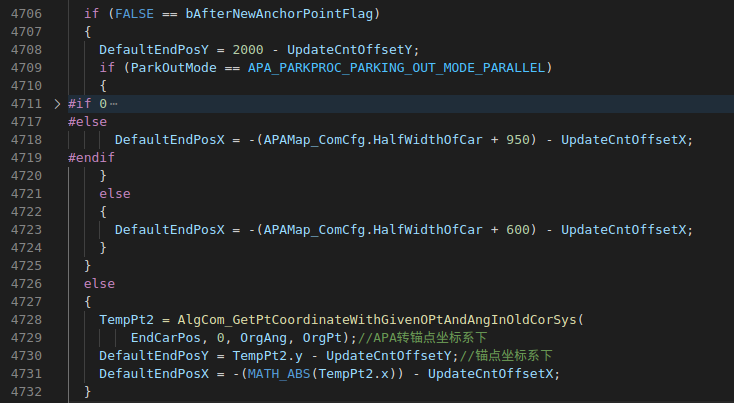 4706 if (FALSE == bAfterNewAnchorPointFlag)
4707 {
4708 DefaultEndPosY = 2000 - UpdateCntOffsetY;
4709 if (ParkOutMode == APA_PARKPROC_PARKING_OUT_MODE_PARALLEL)
4710 {
4711 #if 0 ⋯
4717 #else
4718 DefaultEndPosX = -(APAMap_ComCfg.HalfWidthOfCar + 950) - UpdateCntOffsetX;
4719 #endif
4720 }
4721 else
4722 {
4723 DefaultEndPosX = -(APAMap_ComCfg.HalfWidthOfCar + 600) - UpdateCntOffsetX;
4724 }
4725 }
4726 else
4727 {
4728 TempPt2 = AlgCom_GetPtCoordinateWithGivenOPtAndAngInOldCorSys(
4729 EndCarPos, 0, OrgAng, OrgPt);//APA转锚点坐标系下
4730 DefaultEndPosY = TempPt2.y - UpdateCntOffsetY;//锚点坐标系下
4731 DefaultEndPosX = -(MATH_ABS(TempPt2.x)) - UpdateCntOffsetX;
4732 }